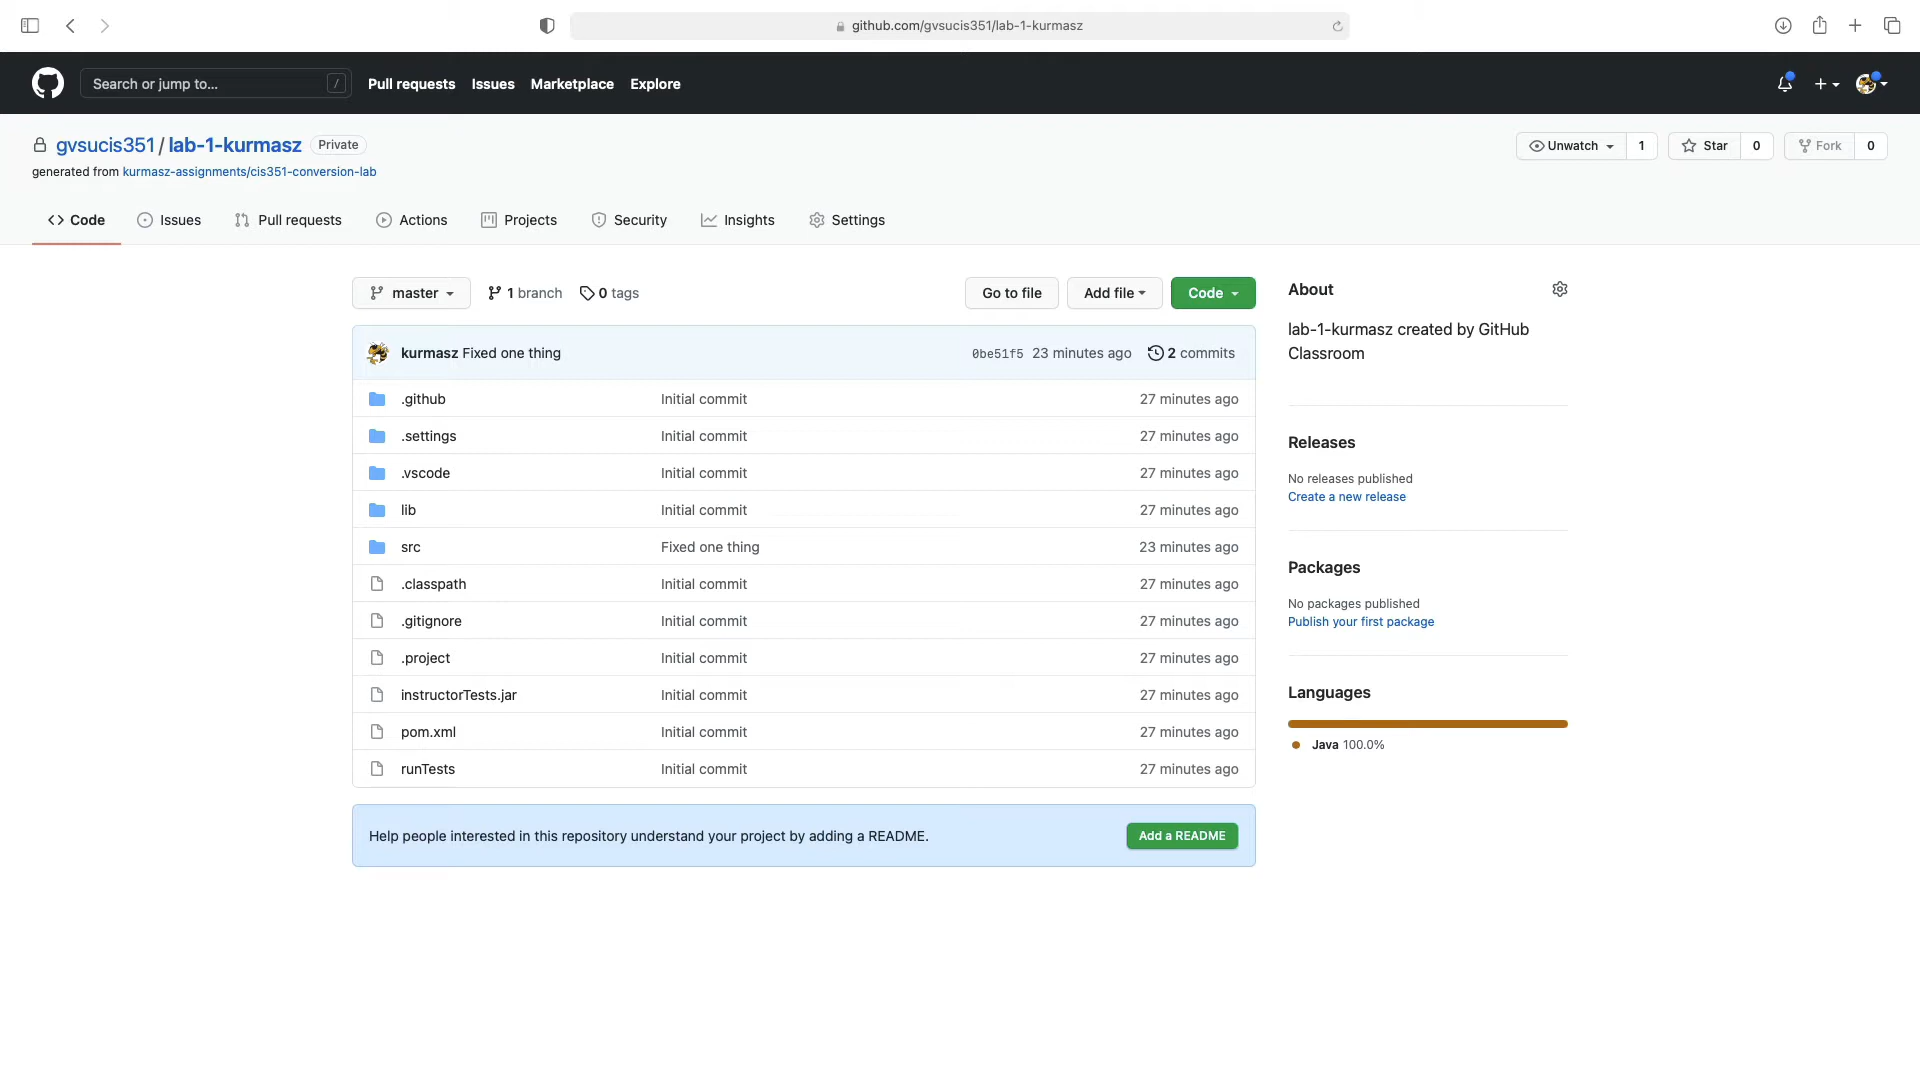 github.com/gvsucis351/lab-1-kurmasz
Search or jump to... /
Pull requests Issues Marketplace Explore
gvsucis351 / lab-1-kurmasz Private
Unwatch 1 Star 0 Fork 0
generated from kurmasz-assignments/cis351-conversion-lab
Code Issues Pull requests Actions Projects Security Insights Settings
master 1 branch 0 tags Go to file Add file Code
kurmasz Fixed one thing 0be51f5 23 minutes ago 2 commits
.github Initial commit 27 minutes ago
.settings Initial commit 27 minutes ago
.vscode Initial commit 27 minutes ago
lib Initial commit 27 minutes ago
src Fixed one thing 23 minutes ago
.classpath Initial commit 27 minutes ago
.gitignore Initial commit 27 minutes ago
.project Initial commit 27 minutes ago
instructorTests.jar Initial commit 27 minutes ago
pom.xml Initial commit 27 minutes ago
runTests Initial commit 27 minutes ago
Help people interested in this repository understand your project by adding a README. Add a README
About
lab-1-kurmasz created by GitHub
Classroom
Releases
No releases published
Create a new release
Packages
No packages published
Publish your first package
Languages
Java 100.0%